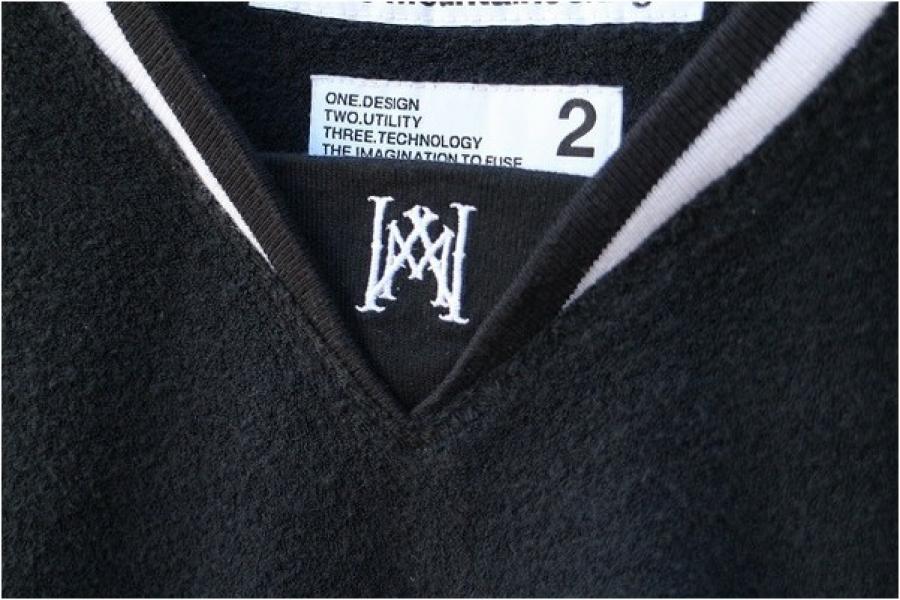 ONE.DESIGN
TWO.UTILITY
THREE.TECHNOLOGY
THE IMAGINATION TO FUSE
2